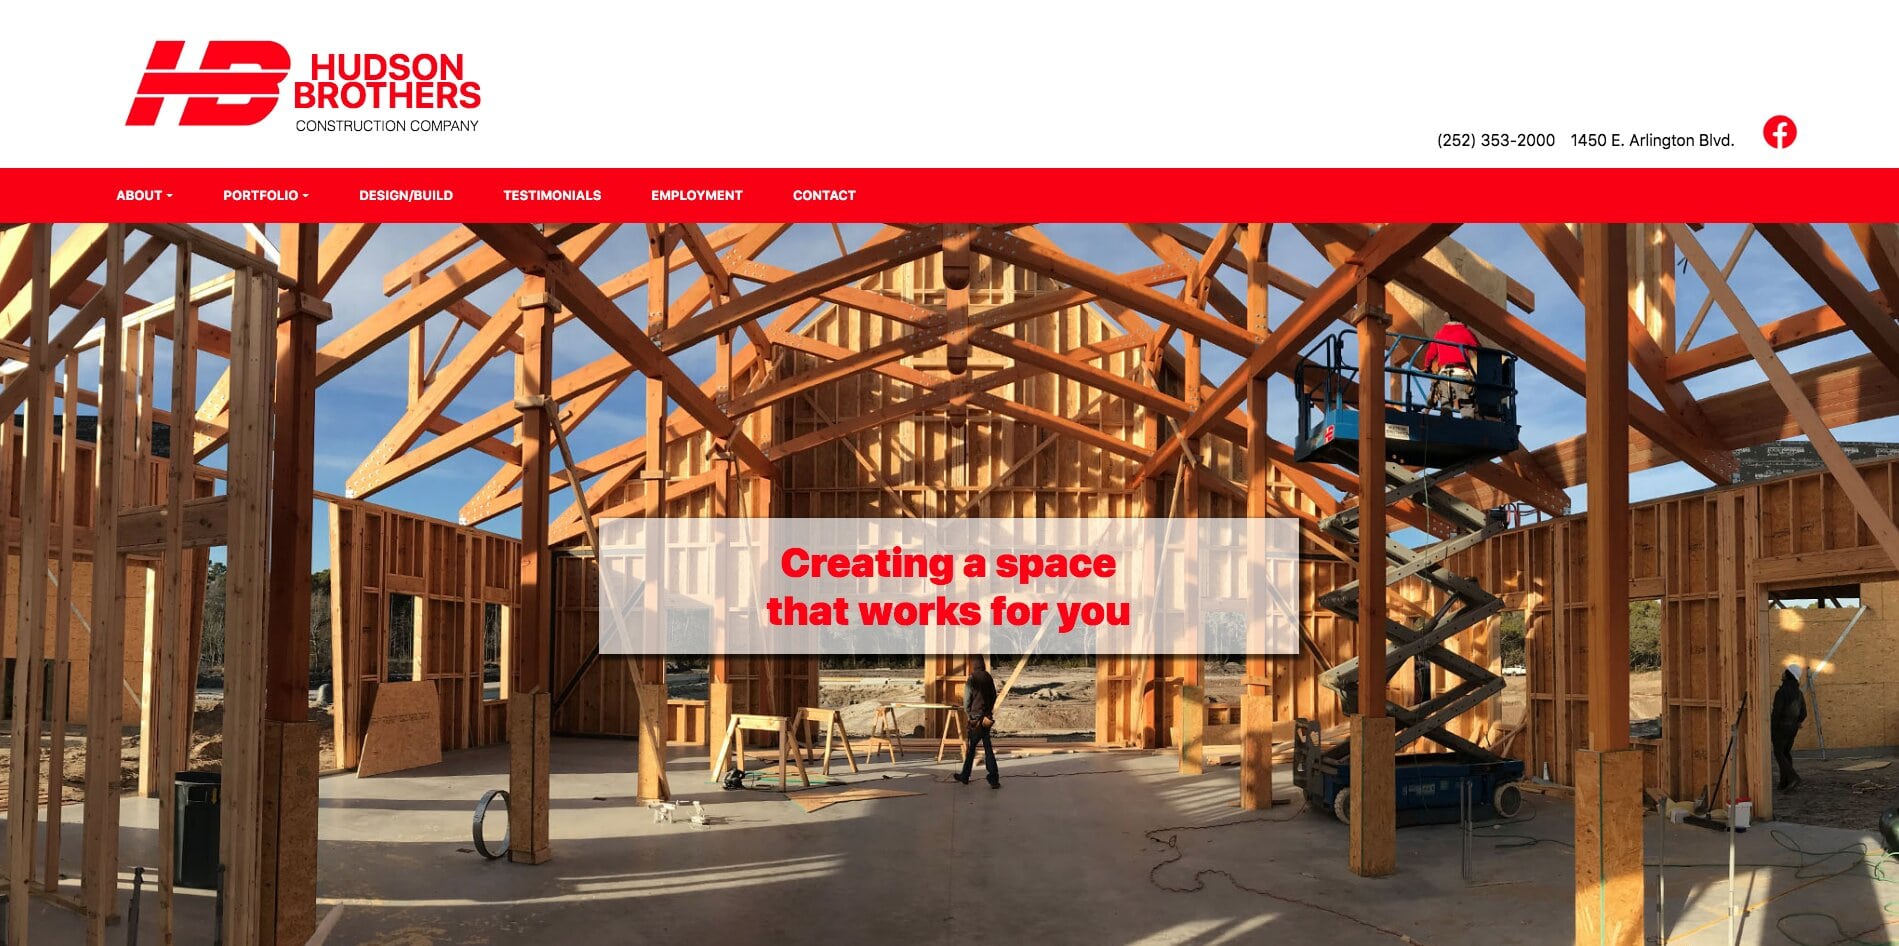 HUDSON
BROTHERS
CONSTRUCTION COMPANY
(252) 353-2000 1450 E. Arlington Blvd.
ABOUT PORTFOLIO DESIGN/BUILD TESTIMONIALS EMPLOYMENT CONTACT
Creating a space
that works for you